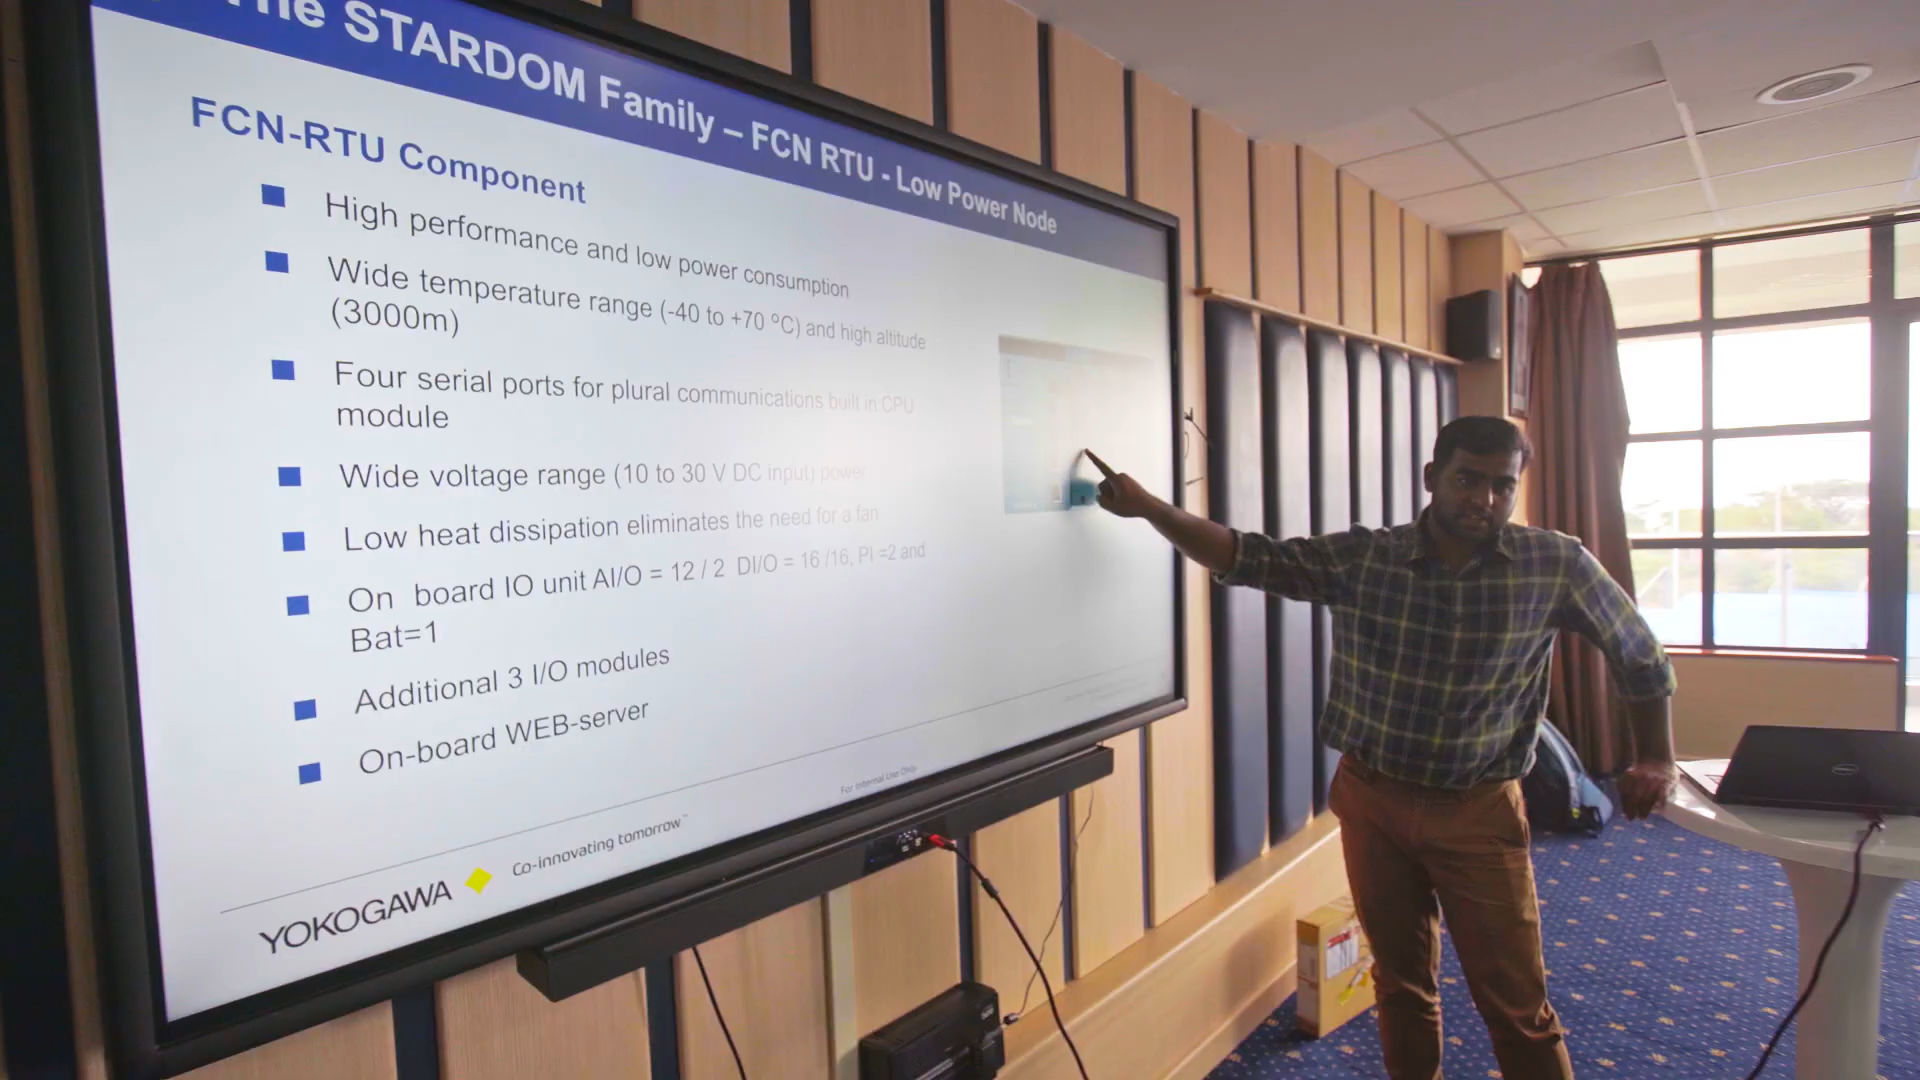 The STARDOM Family – FCN RTU - Low Power Node
FCN-RTU Component
High performance and low power consumption
Wide temperature range (-40 to +70 °C) and high altitude
(3000m)
Four serial ports for plural communications built in CPU
module
Wide voltage range (10 to 30 V DC input) power
Low heat dissipation eliminates the need for a fan
On board IO unit AI/O = 12 / 2 DI/O = 16 /16, PI =2 and
Bat=1
Additional 3 I/O modules
On-board WEB-server
For Internal Use Only
YOKOGAWA
Co-innovating tomorrow™
DELL